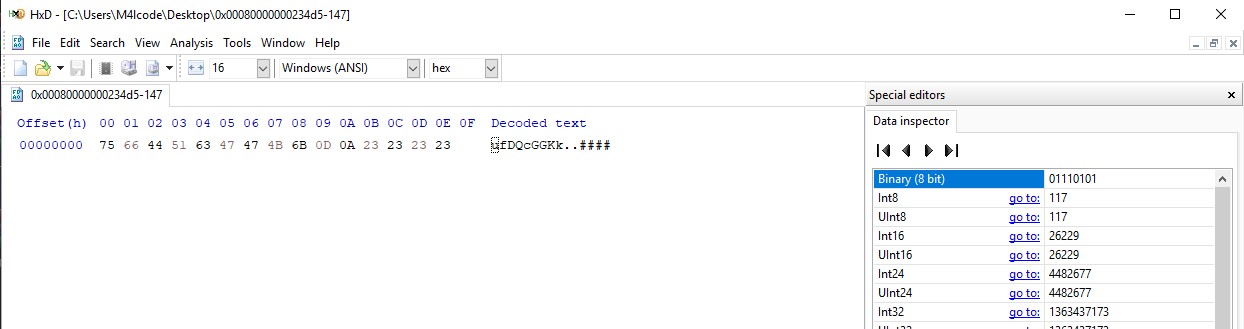 HxD - [C:\Users\M4lcode\Desktop\0x00080000000234d5-147]
File Edit Search View Analysis Tools Window Help
16 Windows (ANSI) hex
0x00080000000234d5-147
Offset(h) 00 01 02 03 04 05 06 07 08 09 0A 0B 0C 0D 0E 0F Decoded text
00000000 75 66 44 51 63 47 47 4B 6B 0D 0A 23 23 23 23 ufDQcGGKk..####
Special editors
Data inspector
Binary (8 bit) 01110101
Int8 go to: 117
UInt8 go to: 117
Int16 go to: 26229
UInt16 go to: 26229
Int24 go to: 4482677
UInt24 go to: 4482677
Int32 go to: 1363437173